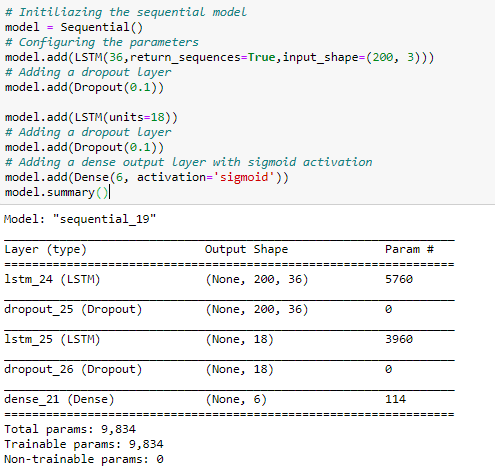 # Initiliazing the sequential model
model = Sequential()
# Configuring the parameters
model.add(LSTM(36,return_sequences=True,input_shape=(200, 3)))
# Adding a dropout layer
model.add(Dropout(0.1))
model.add(LSTM(units=18))
# Adding a dropout layer
model.add(Dropout(0.1))
# Adding a dense output layer with sigmoid activation
model.add(Dense(6, activation='sigmoid'))
model.summary()
Model: "sequential_19"
_________________________________________________________________
Layer (type)                 Output Shape              Param #
=================================================================
lstm_24 (LSTM)               (None, 200, 36)           5760
_________________________________________________________________
dropout_25 (Dropout)         (None, 200, 36)           0
_________________________________________________________________
lstm_25 (LSTM)               (None, 18)                3960
_________________________________________________________________
dropout_26 (Dropout)         (None, 18)                0
_________________________________________________________________
dense_21 (Dense)             (None, 6)                 114
=================================================================
Total params: 9,834
Trainable params: 9,834
Non-trainable params: 0